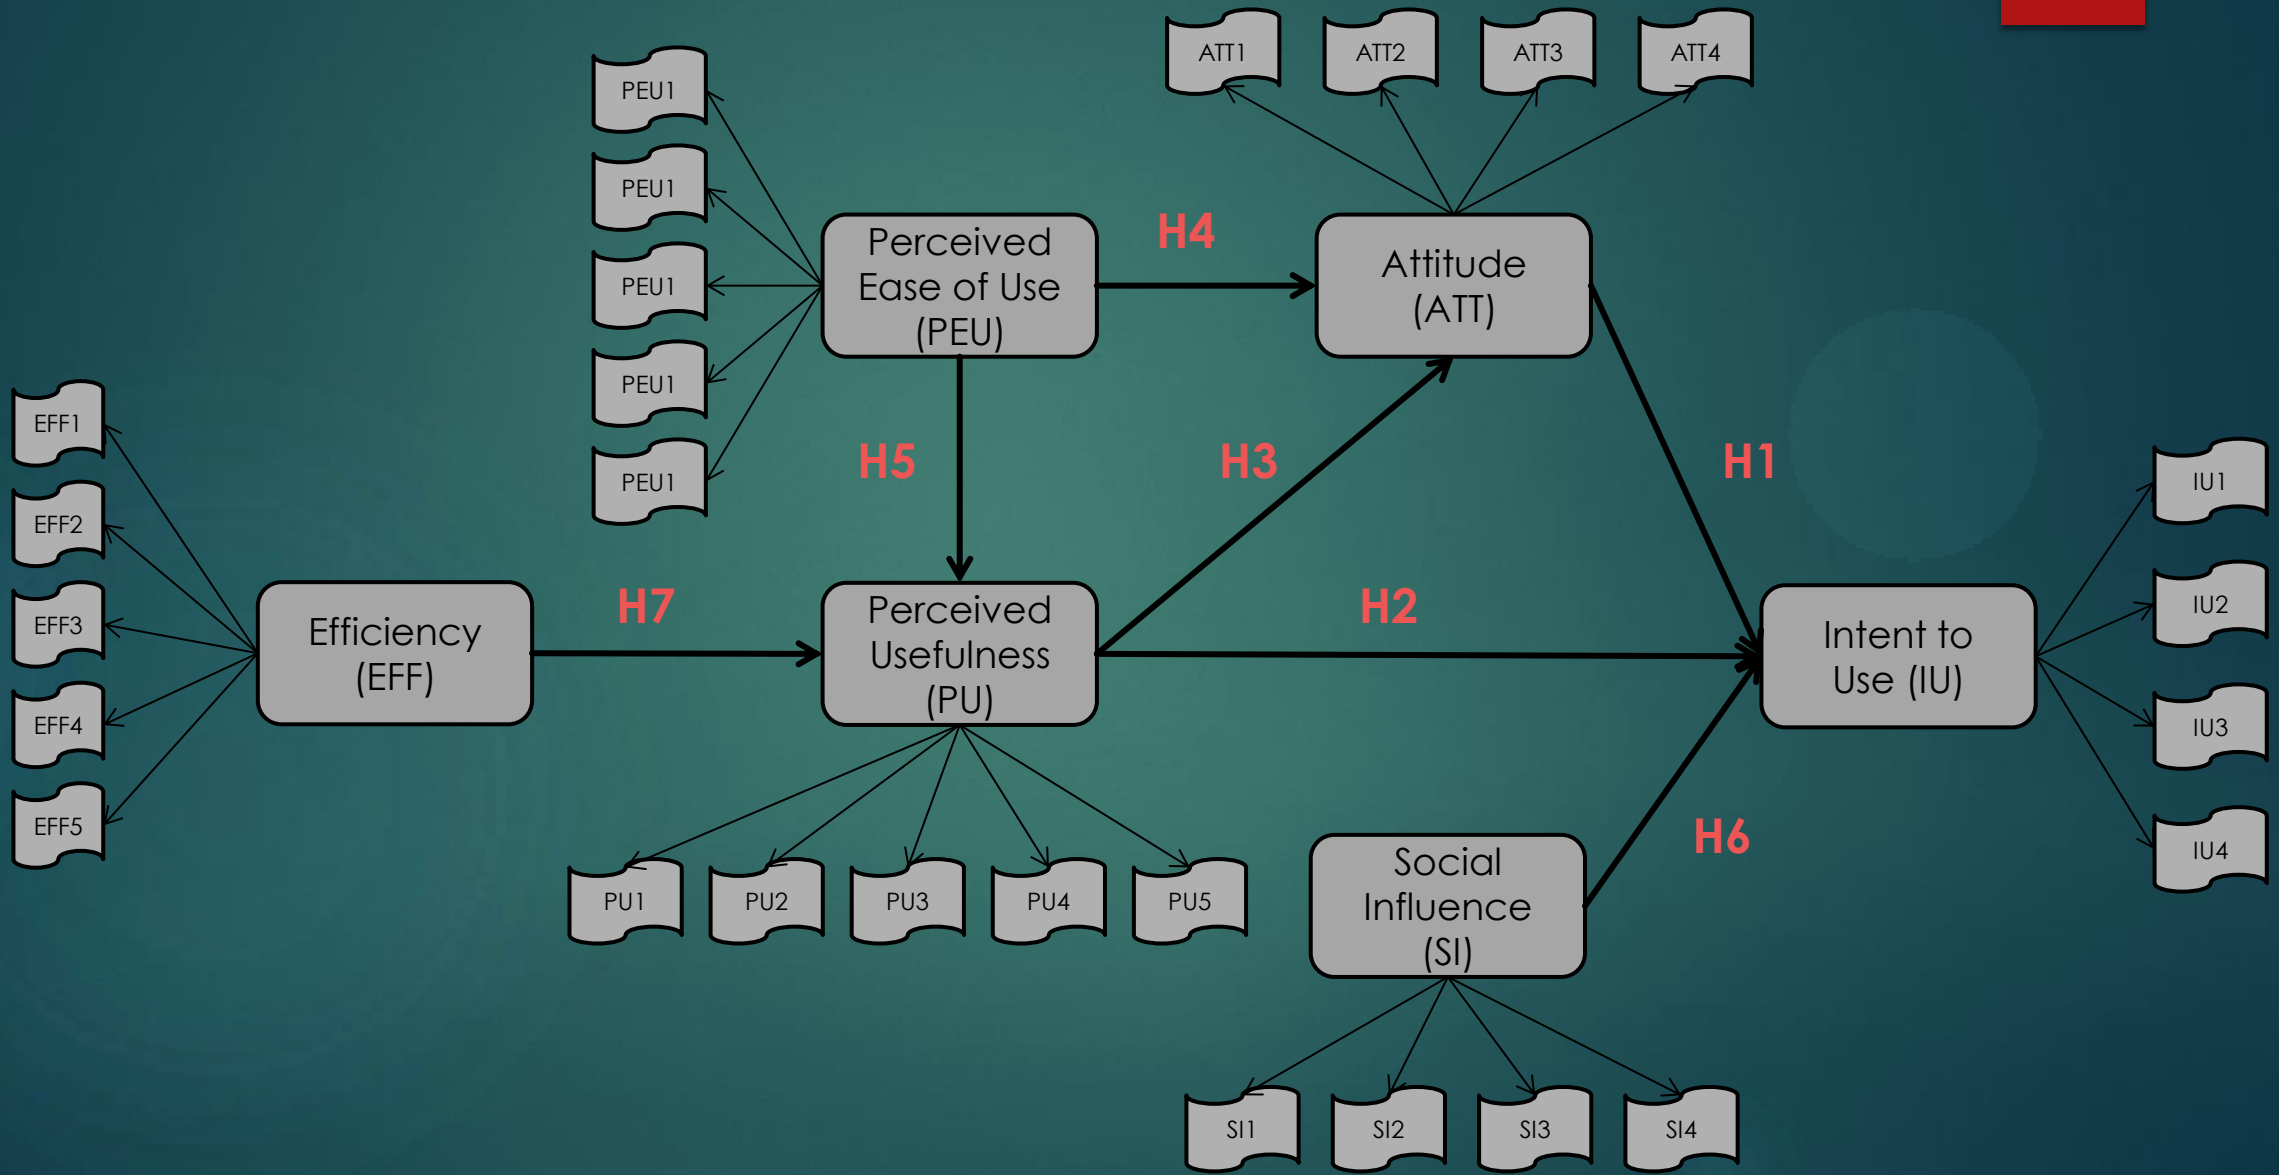 ATT1
ATT2
ATT3
ATT4
PEU1
PEU1
PEU1
PEU1
PEU1
Perceived
Ease of Use
(PEU)
H4
Attitude
(ATT)
H5
H3
H1
EFF1
EFF2
EFF3
EFF4
EFF5
Efficiency
(EFF)
H7
Perceived
Usefulness
(PU)
H2
Intent to
Use (IU)
IU1
IU2
IU3
IU4
PU1
PU2
PU3
PU4
PU5
H6
Social
Influence
(SI)
SI1
SI2
SI3
SI4